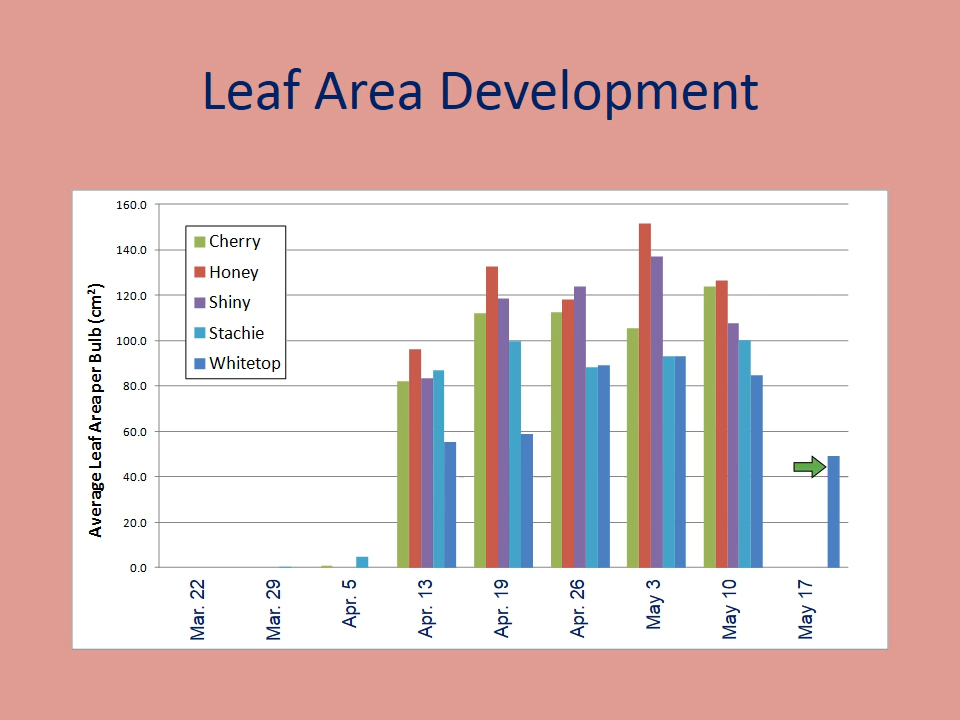 Leaf Area Development
160.0
140.0
120.0
100.0
80.0
60.0
40.0
20.0
0.0
Average Leaf Area per Bulb (cm²)
Cherry
Honey
Shiny
Stachie
Whitetop
Mar. 22
Mar. 29
Apr. 5
Apr. 13
Apr. 19
Apr. 26
May 3
May 10
May 17